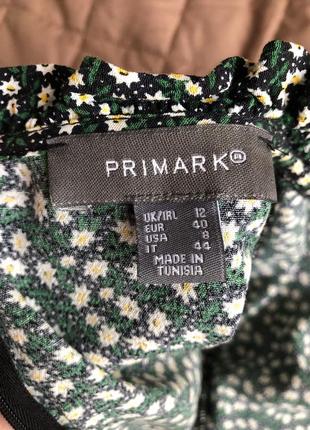 PRIMARK®
UK/IRL 12
EUR 40
USA 8
IT 44
MADE IN
TUNISIA